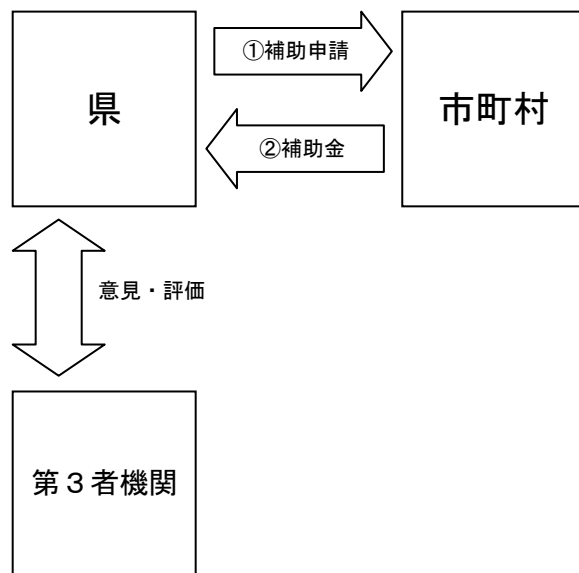 県
①補助申請
市町村
②補助金
意見・評価
第３者機関